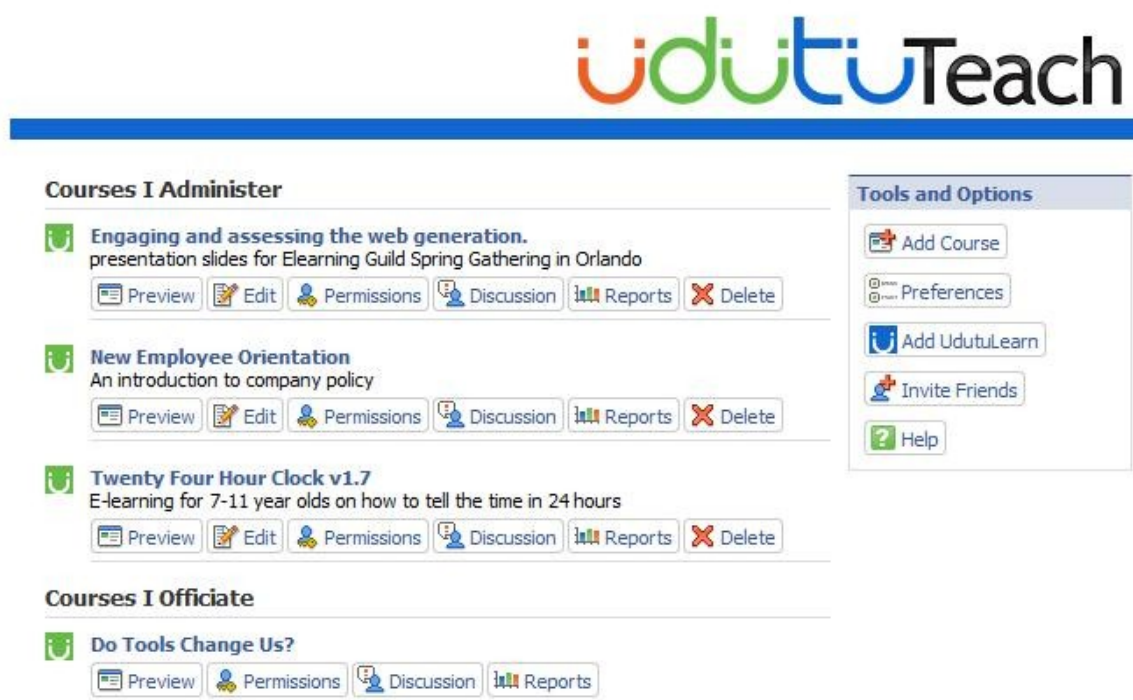 udutuTeach
Courses I Administer
Engaging and assessing the web generation.
presentation slides for Elearning Guild Spring Gathering in Orlando
Preview Edit Permissions Discussion Reports Delete
New Employee Orientation
An introduction to company policy
Preview Edit Permissions Discussion Reports Delete
Twenty Four Hour Clock v1.7
E-learning for 7-11 year olds on how to tell the time in 24 hours
Preview Edit Permissions Discussion Reports Delete
Courses I Officiate
Do Tools Change Us?
Preview Permissions Discussion Reports
Tools and Options
Add Course
Preferences
Add UdutuLearn
Invite Friends
Help